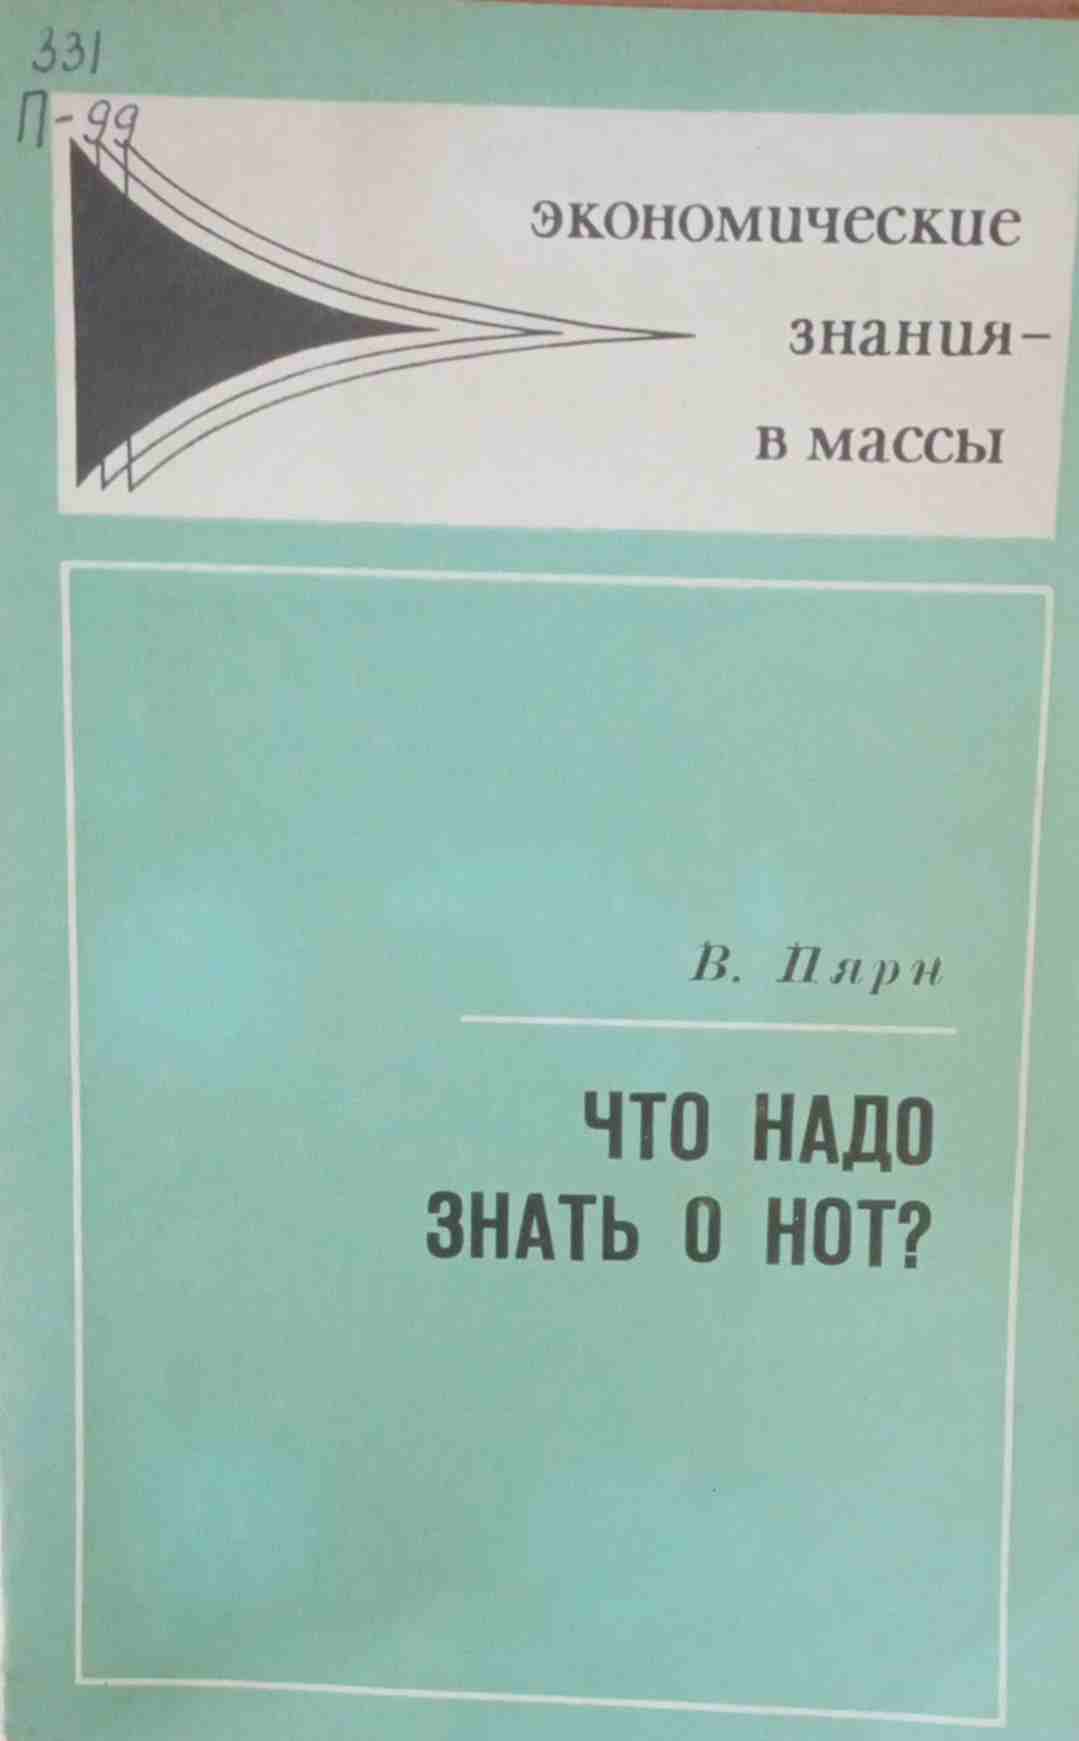 331
П-99
экономические
знания-
в массы
В. Пярн
ЧТО НАДО
ЗНАТЬ О НОТ?